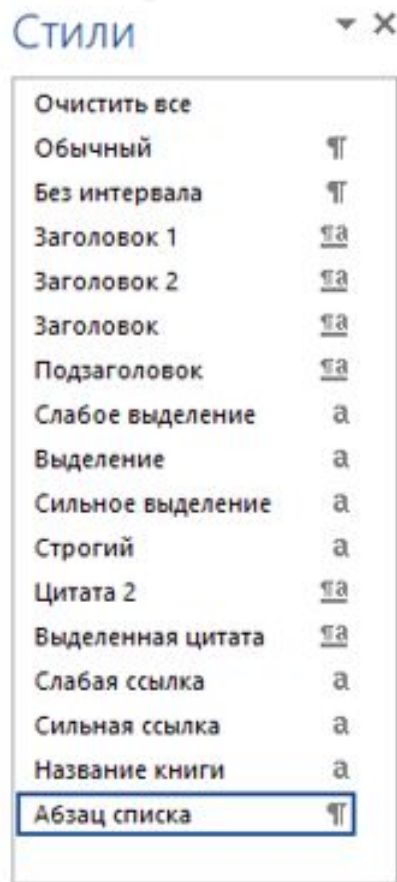 Стили
Очистить все
Обычный ¶
Без интервала ¶
Заголовок 1 ¶a
Заголовок 2 ¶a
Заголовок ¶a
Подзаголовок ¶a
Слабое выделение a
Выделение a
Сильное выделение a
Строгий a
Цитата 2 ¶a
Выделенная цитата ¶a
Слабая ссылка a
Сильная ссылка a
Название книги a
Абзац списка ¶